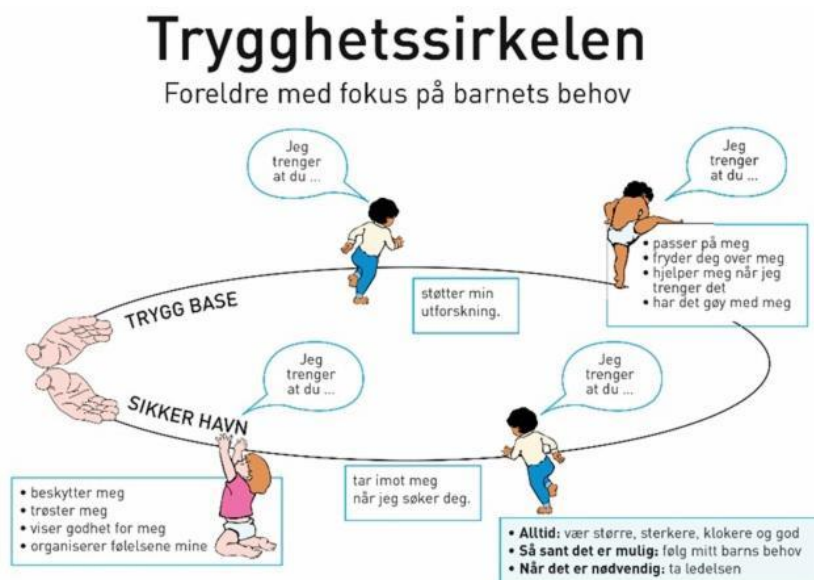 Trygghetssirkelen
Foreldre med fokus på barnets behov
Jeg
trenger
at du ...
Jeg
trenger
at du ...
• passer på meg
• fryder deg over meg
• hjelper meg når jeg
trenger det
• har det gøy med meg
støtter min
utforskning.
TRYGG BASE
SIKKER HAVN
Jeg
trenger
at du ...
Jeg
trenger
at du ...
• beskytter meg
• trøster meg
• viser godhet for meg
• organiserer følelsene mine
tar imot meg
når jeg søker deg.
• Alltid: vær større, sterkere, klokere og god
• Så sant det er mulig: følg mitt barns behov
• Når det er nødvendig: ta ledelsen